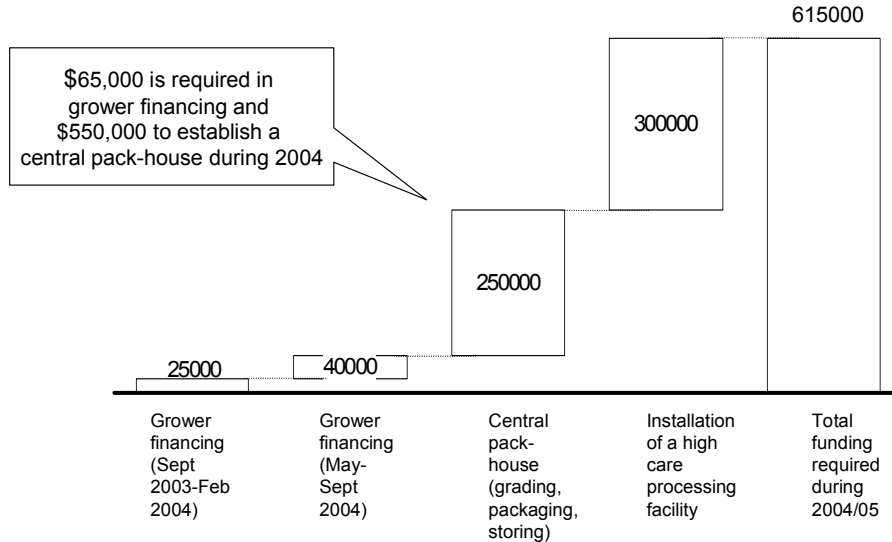 615000
$65,000 is required in
grower financing and
$550,000 to establish a
central pack-house during 2004
300000
250000
25000
40000
Grower
financing
(Sept
2003-Feb
2004)
Grower
financing
(May-
Sept
2004)
Central
pack-
house
(grading,
packaging,
storing)
Installation
of a high
care
processing
facility
Total
funding
required
during
2004/05